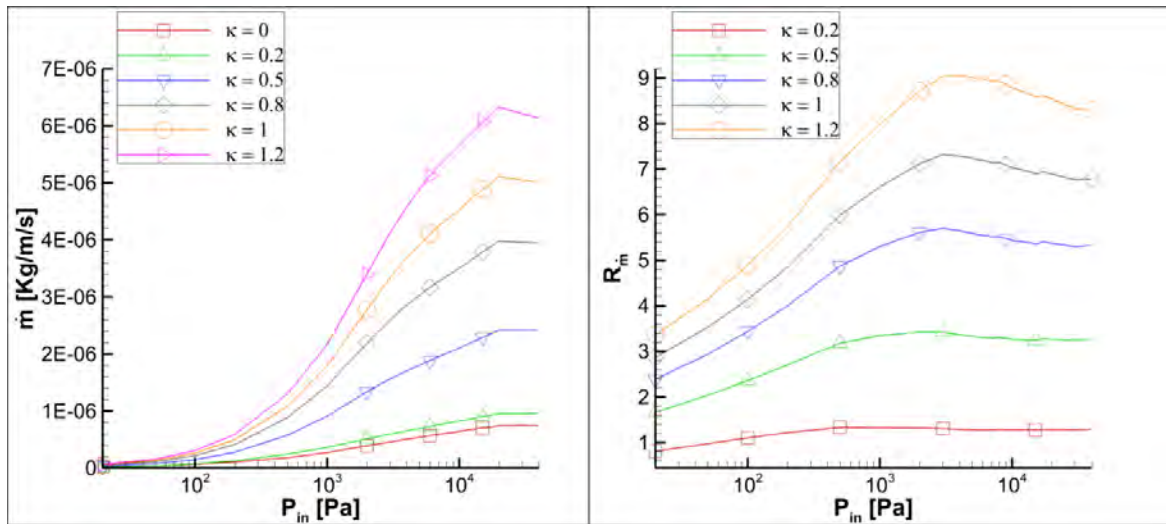 κ = 0
κ = 0.2
κ = 0.5
κ = 0.8
κ = 1
κ = 1.2
7E-06
6E-06
5E-06
4E-06
3E-06
2E-06
1E-06
0
ṁ [Kg/m/s]
10² 10³ 10⁴
P_in [Pa]
κ = 0.2
κ = 0.5
κ = 0.8
κ = 1
κ = 1.2
9
8
7
6
5
4
3
2
1
R_ṁ
10² 10³ 10⁴
P_in [Pa]